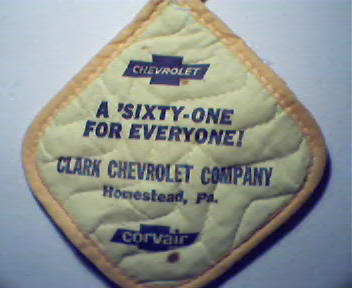 CHEVROLET
A 'SIXTY-ONE
FOR EVERYONE!
CLARK CHEVROLET COMPANY
Homestead, Pa.
corvair